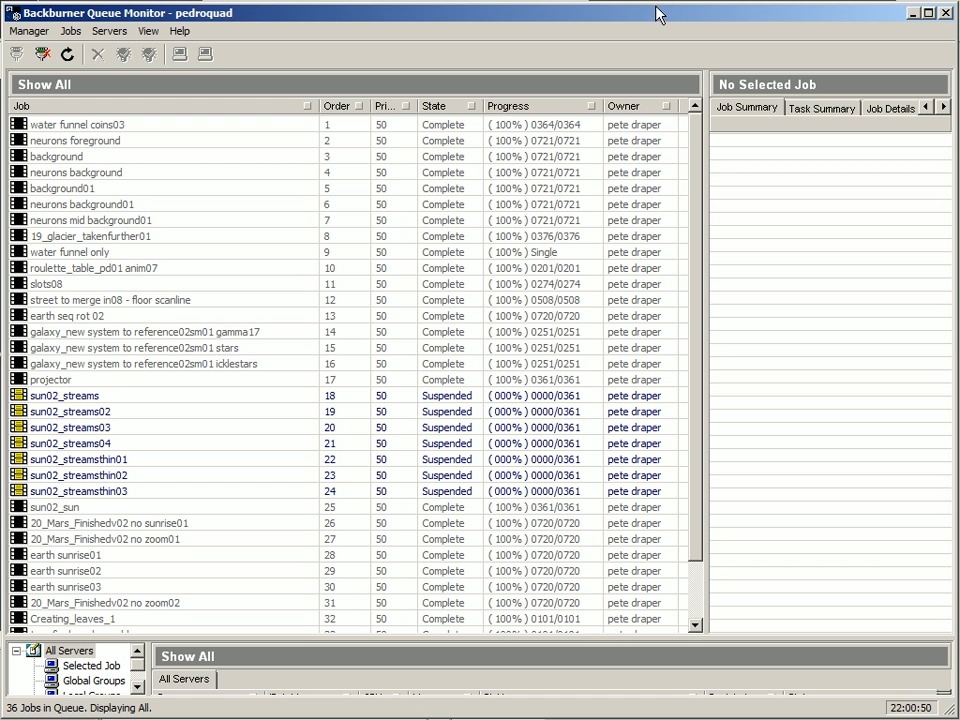 Backburner Queue Monitor - pedroquad
Manager Jobs Servers View Help
Show All
No Selected Job
Job Summary Task Summary Job Details
Job Order Pri... State Progress Owner
water funnel coins03 1 50 Complete ( 100% ) 0364/0364 pete draper
neurons foreground 2 50 Complete ( 100% ) 0721/0721 pete draper
background 3 50 Complete ( 100% ) 0721/0721 pete draper
neurons background 4 50 Complete ( 100% ) 0721/0721 pete draper
background01 5 50 Complete ( 100% ) 0721/0721 pete draper
neurons background01 6 50 Complete ( 100% ) 0721/0721 pete draper
neurons mid background01 7 50 Complete ( 100% ) 0721/0721 pete draper
19_glacier_takenfurther01 8 50 Complete ( 100% ) 0376/0376 pete draper
water funnel only 9 50 Complete ( 100% ) Single pete draper
roulette_table_pd01 anim07 10 50 Complete ( 100% ) 0201/0201 pete draper
slots08 11 50 Complete ( 100% ) 0274/0274 pete draper
street to merge in08 - floor scanline 12 50 Complete ( 100% ) 0508/0508 pete draper
earth seq rot 02 13 50 Complete ( 100% ) 0720/0720 pete draper
galaxy_new system to reference02sm01 gamma17 14 50 Complete ( 100% ) 0251/0251 pete draper
galaxy_new system to reference02sm01 stars 15 50 Complete ( 100% ) 0251/0251 pete draper
galaxy_new system to reference02sm01 icklestars 16 50 Complete ( 100% ) 0251/0251 pete draper
projector 17 50 Complete ( 100% ) 0361/0361 pete draper
sun02_streams 18 50 Suspended ( 000% ) 0000/0361 pete draper
sun02_streams02 19 50 Suspended ( 000% ) 0000/0361 pete draper
sun02_streams03 20 50 Suspended ( 000% ) 0000/0361 pete draper
sun02_streams04 21 50 Suspended ( 000% ) 0000/0361 pete draper
sun02_streamsthin01 22 50 Suspended ( 000% ) 0000/0361 pete draper
sun02_streamsthin02 23 50 Suspended ( 000% ) 0000/0361 pete draper
sun02_streamsthin03 24 50 Suspended ( 000% ) 0000/0361 pete draper
sun02_sun 25 50 Complete ( 100% ) 0361/0361 pete draper
20_Mars_Finishedv02 no sunrise01 26 50 Complete ( 100% ) 0720/0720 pete draper
20_Mars_Finishedv02 no zoom01 27 50 Complete ( 100% ) 0720/0720 pete draper
earth sunrise01 28 50 Complete ( 100% ) 0720/0720 pete draper
earth sunrise02 29 50 Complete ( 100% ) 0720/0720 pete draper
earth sunrise03 30 50 Complete ( 100% ) 0720/0720 pete draper
20_Mars_Finishedv02 no zoom02 31 50 Complete ( 100% ) 0720/0720 pete draper
Creating_leaves_1 32 50 Complete ( 100% ) 0101/0101 pete draper
All Servers
Selected Job
Global Groups
Show All
All Servers
36 Jobs in Queue. Displaying All.
22:00:50